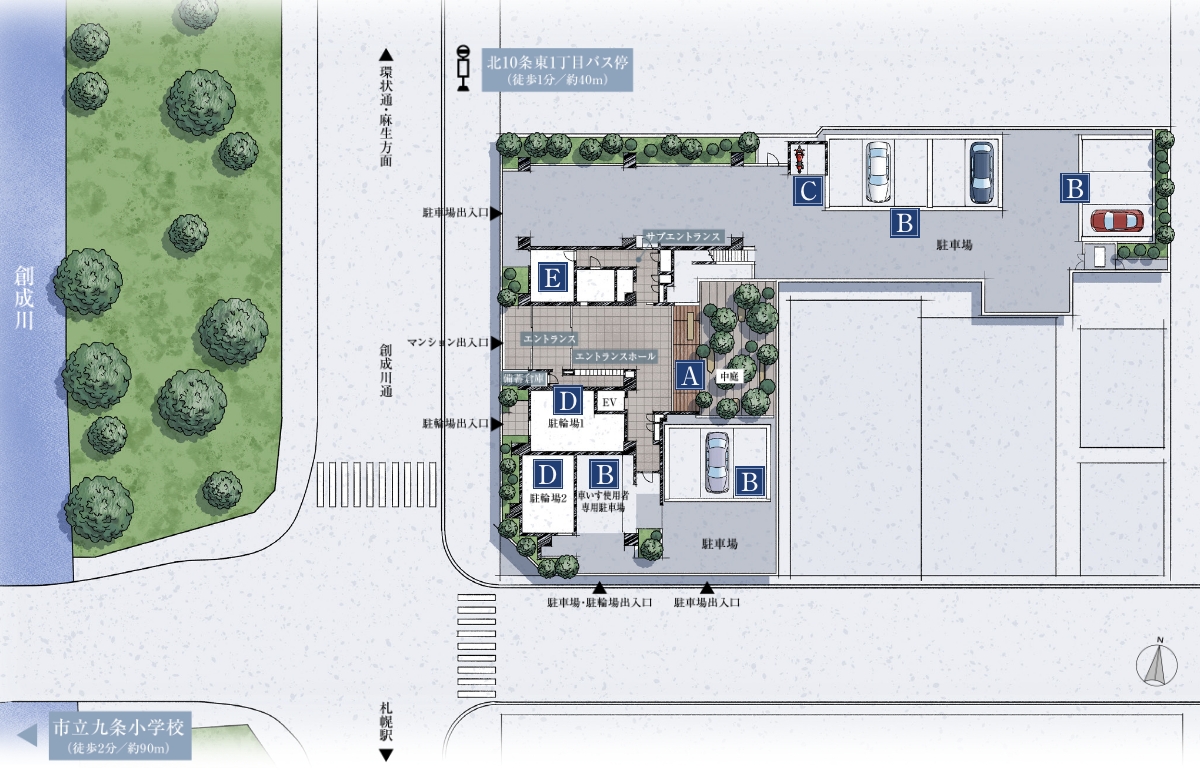 北10条東1丁目バス停
（徒歩1分／約40m）
▲環状通・麻生方面
駐車場出入口▶
C
B
B
駐車場
サブエントランス
E
創成川
マンション出入口▶
エントランス
エントランスホール
創成川通
A
中庭
防災倉庫
D
EV
駐輪場1
駐輪場出入口▶
D
駐輪場2
B
車いす使用者
専用駐車場
B
駐車場
▲
駐車場・駐輪場出入口
▲
駐車場出入口
N
札幌駅▼
市立九条小学校
（徒歩2分／約90m）